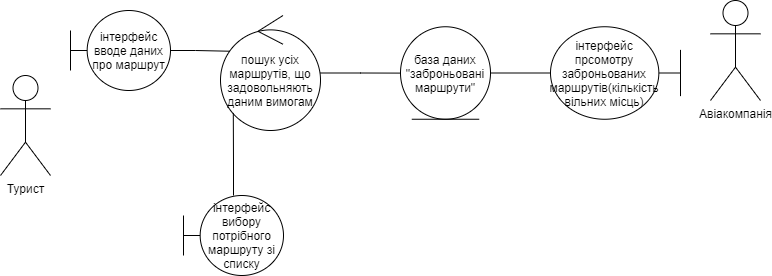 інтерфейс
вводе даних
про маршрут
пошук усіх
маршрутів, що
задовольняють
даним вимогам
база даних
"заброньовані
маршрути"
інтерфейс
прсомотру
заброньованих
маршрутів(кількість
вільних місць)
Авіакомпанія
Турист
інтерфейс
вибору
потрібного
маршруту зі
списку